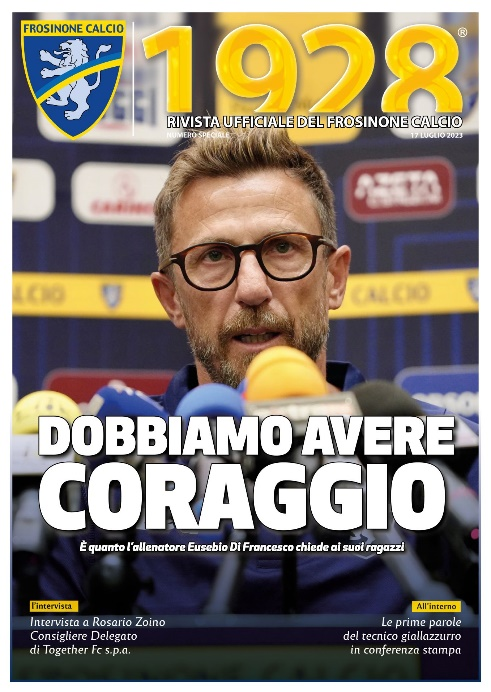 FROSINONE CALCIO
1928®
RIVISTA UFFICIALE DEL FROSINONE CALCIO
NUMERO SPECIALE
17 LUGLIO 2023
CALCIO
CALCIO
DOBBIAMO AVERE
CORAGGIO
È quanto l'allenatore Eusebio Di Francesco chiede ai suoi ragazzi
l'intervista
Intervista a Rosario Zoino
Consigliere Delegato
di Together Fc s.p.a.
All'interno
Le prime parole
del tecnico giallazzurro
in conferenza stampa